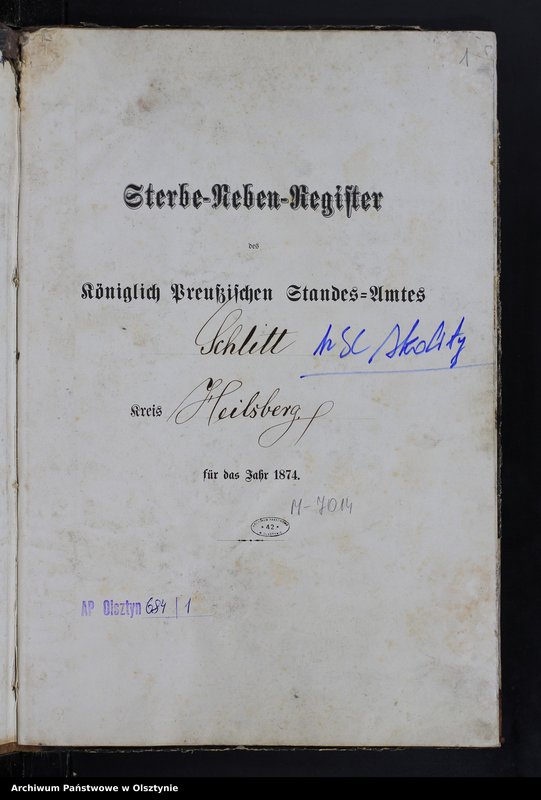 1
Sterbe-Neben-Register
des
Königlich Preußischen Standes-Amtes
Schlitt wsc Skolity
Kreis Heilsberg
für das Jahr 1874.
M-7014
42
AP Olsztyn 684 / 1
Archiwum Państwowe w Olsztynie